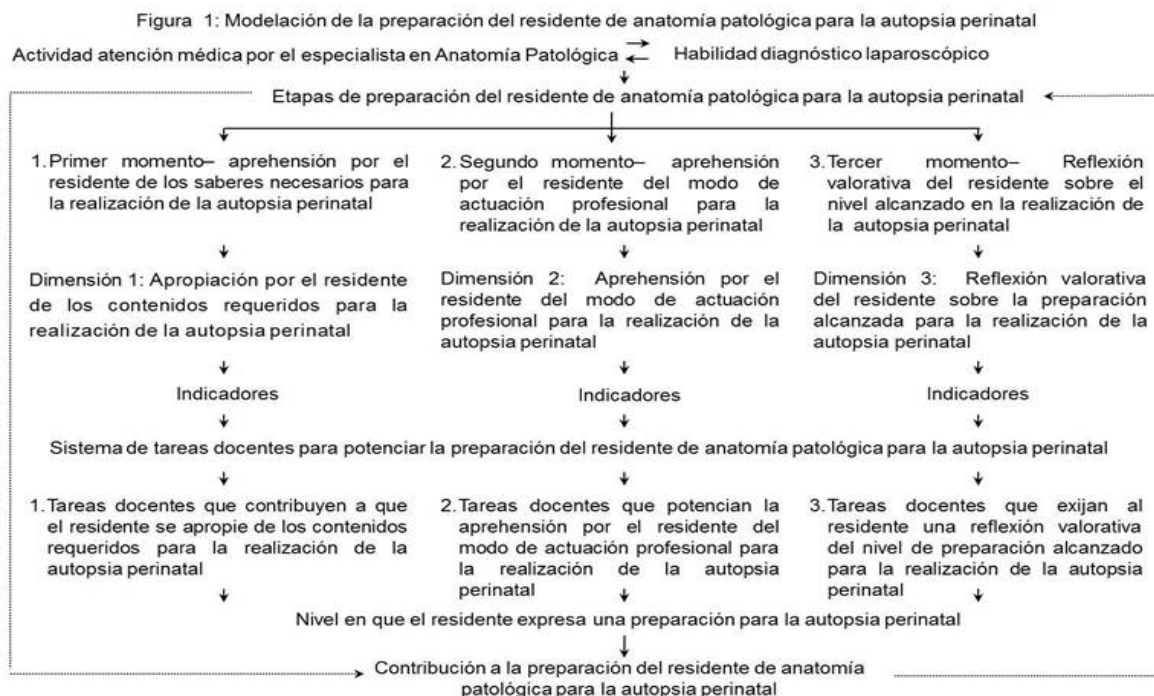 Figura 1: Modelación de la preparación del residente de anatomía patológica para la autopsia perinatal
Actividad atención médica por el especialista en Anatomía Patológica
Habilidad diagnóstico laparoscópico
Etapas de preparación del residente de anatomía patológica para la autopsia perinatal
1. Primer momento– aprehensión por el
residente de los saberes necesarios para
la realización de la autopsia perinatal
2. Segundo momento– aprehensión
por el residente del modo de
actuación profesional para la
realización de la autopsia perinatal
3. Tercer momento– Reflexión
valorativa del residente sobre el
nivel alcanzado en la realización de
la autopsia perinatal
Dimensión 1: Apropiación por el residente
de los contenidos requeridos para la
realización de la autopsia perinatal
Dimensión 2: Aprehensión por el
residente del modo de actuación
profesional para la realización de la
autopsia perinatal
Dimensión 3: Reflexión valorativa
del residente sobre la preparación
alcanzada para la realización de la
autopsia perinatal
Indicadores
Indicadores
Indicadores
Sistema de tareas docentes para potenciar la preparación del residente de anatomía patológica para la autopsia perinatal
1. Tareas docentes que contribuyen a que
el residente se apropie de los contenidos
requeridos para la realización de la
autopsia perinatal
2. Tareas docentes que potencian la
aprehensión por el residente del
modo de actuación profesional para
la realización de la autopsia
perinatal
3. Tareas docentes que exijan al
residente una reflexión valorativa
del nivel de preparación alcanzado
para la realización de la autopsia
perinatal
Nivel en que el residente expresa una preparación para la autopsia perinatal
Contribución a la preparación del residente de anatomía
patológica para la autopsia perinatal